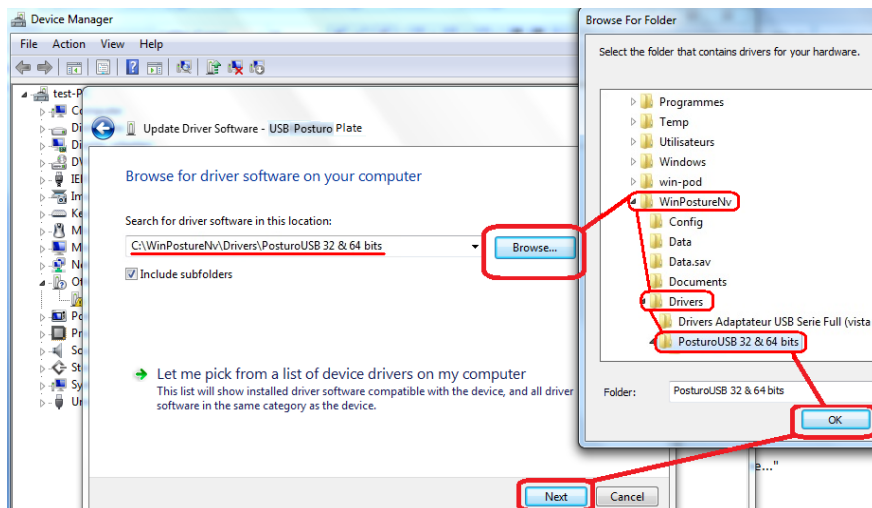 Device Manager
File Action View Help
test-P
Update Driver Software - USB Posturo Plate
Browse for driver software on your computer
Search for driver software in this location:
C:\WinPostureNv\Drivers\PosturoUSB 32 & 64 bits
Browse...
Include subfolders
Let me pick from a list of device drivers on my computer
This list will show installed driver software compatible with the device, and all driver
software in the same category as the device.
Next
Cancel
Browse For Folder
Select the folder that contains drivers for your hardware.
Programmes
Temp
Utilisateurs
Windows
win-pod
WinPostureNv
Config
Data
Data.sav
Documents
Drivers
Drivers Adaptateur USB Serie Full (vista
PosturoUSB 32 & 64 bits
Folder:
PosturoUSB 32 & 64 bits
OK
e..."